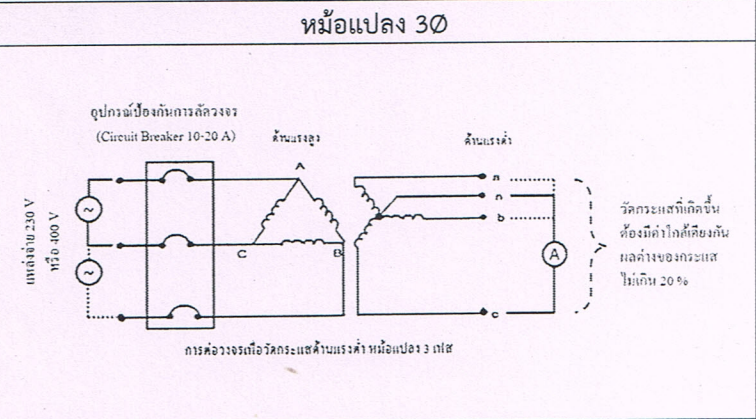 หม้อแปลง 3Ø
อุปกรณ์ป้องกันการลัดวงจร
(Circuit Breaker 10-20 A)
ด้านแรงสูง
ด้านแรงต่ำ
แหล่งจ่าย 230 V
หรือ 400 V
~
~
A
C
B
a
n
b
c
A
วัดกระแสที่เกิดขึ้น
ต้องมีค่าใกล้เคียงกัน
ผลต่างของกระแส
ไม่เกิน 20 %
การต่อวงจรเพื่อวัดกระแสด้านแรงต่ำ หม้อแปลง 3 เฟส